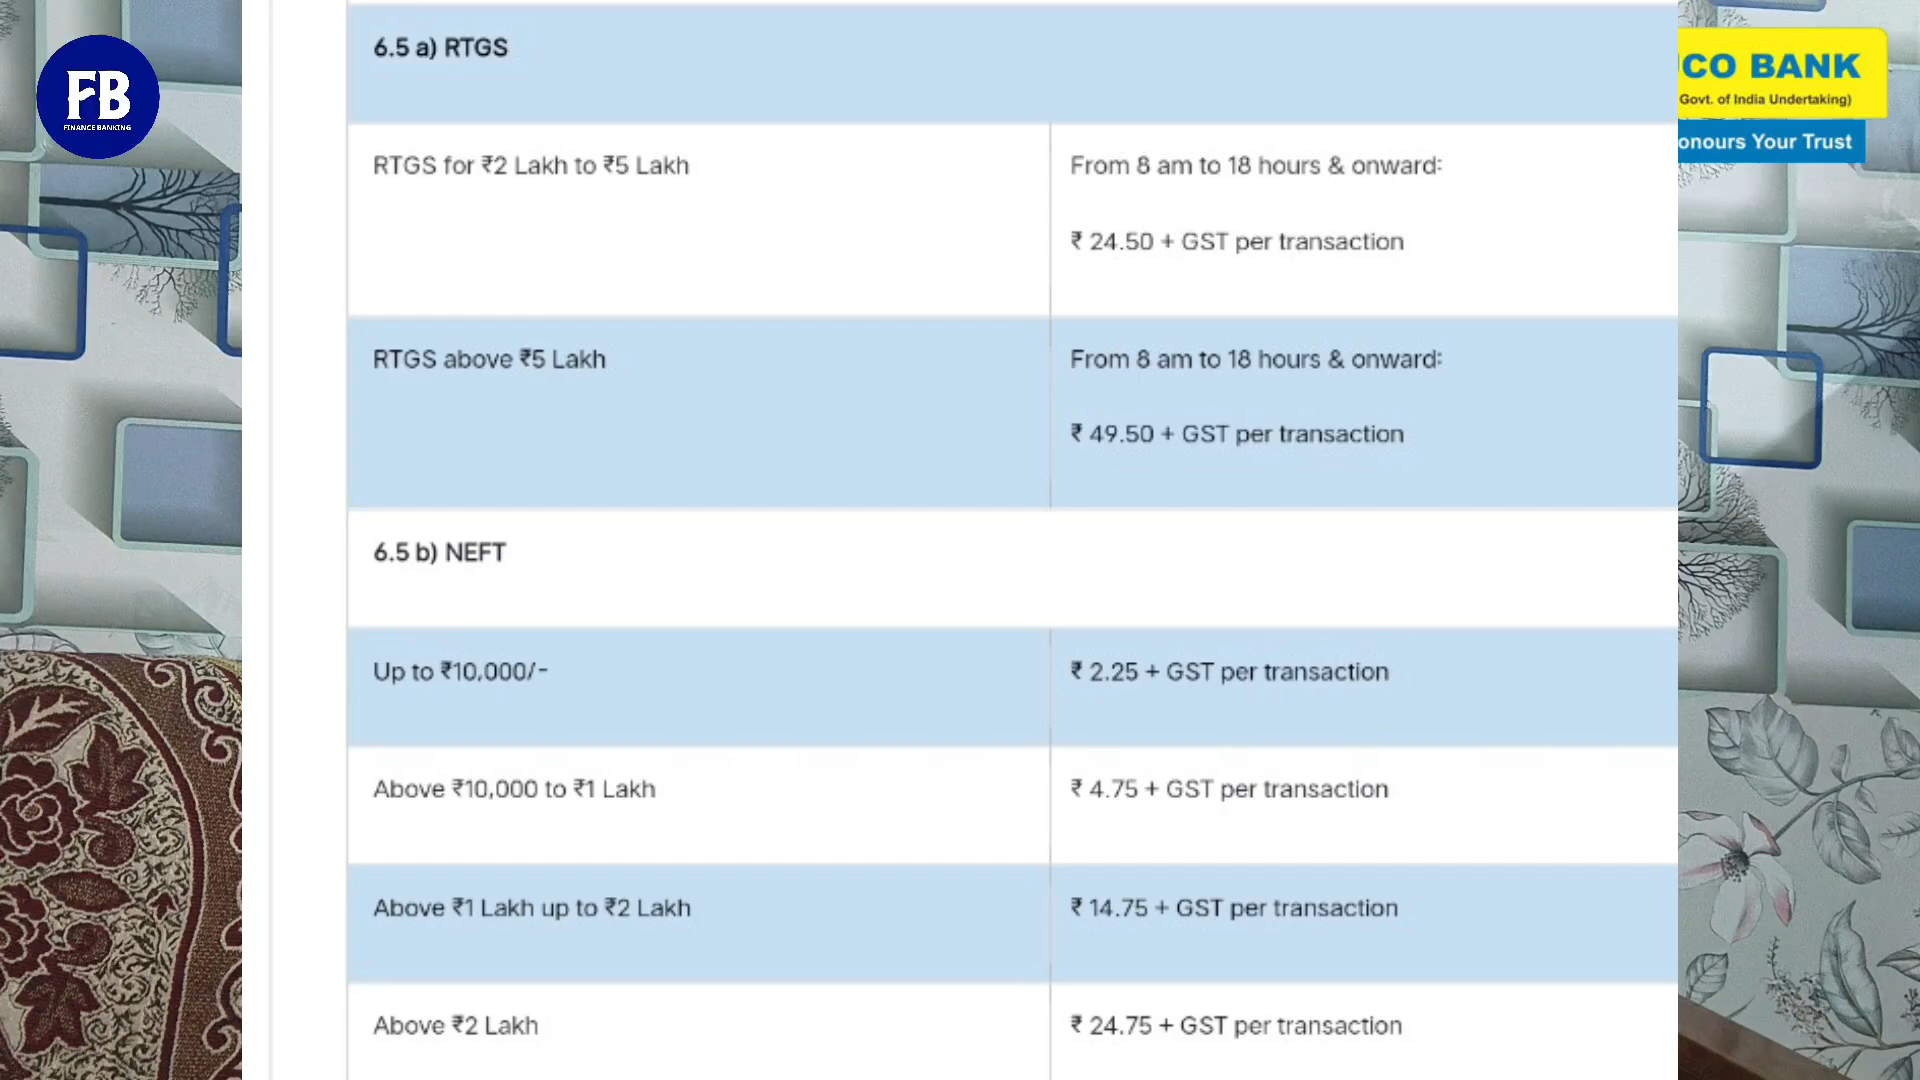 FB
FINANCE BANKING
CO BANK
Govt. of India Undertaking)
onours Your Trust
6.5 a) RTGS
RTGS for ₹2 Lakh to ₹5 Lakh
From 8 am to 18 hours & onward:
₹ 24.50 + GST per transaction
RTGS above ₹5 Lakh
From 8 am to 18 hours & onward:
₹ 49.50 + GST per transaction
6.5 b) NEFT
Up to ₹10,000/-
₹ 2.25 + GST per transaction
Above ₹10,000 to ₹1 Lakh
₹ 4.75 + GST per transaction
Above ₹1 Lakh up to ₹2 Lakh
₹ 14.75 + GST per transaction
Above ₹2 Lakh
₹ 24.75 + GST per transaction